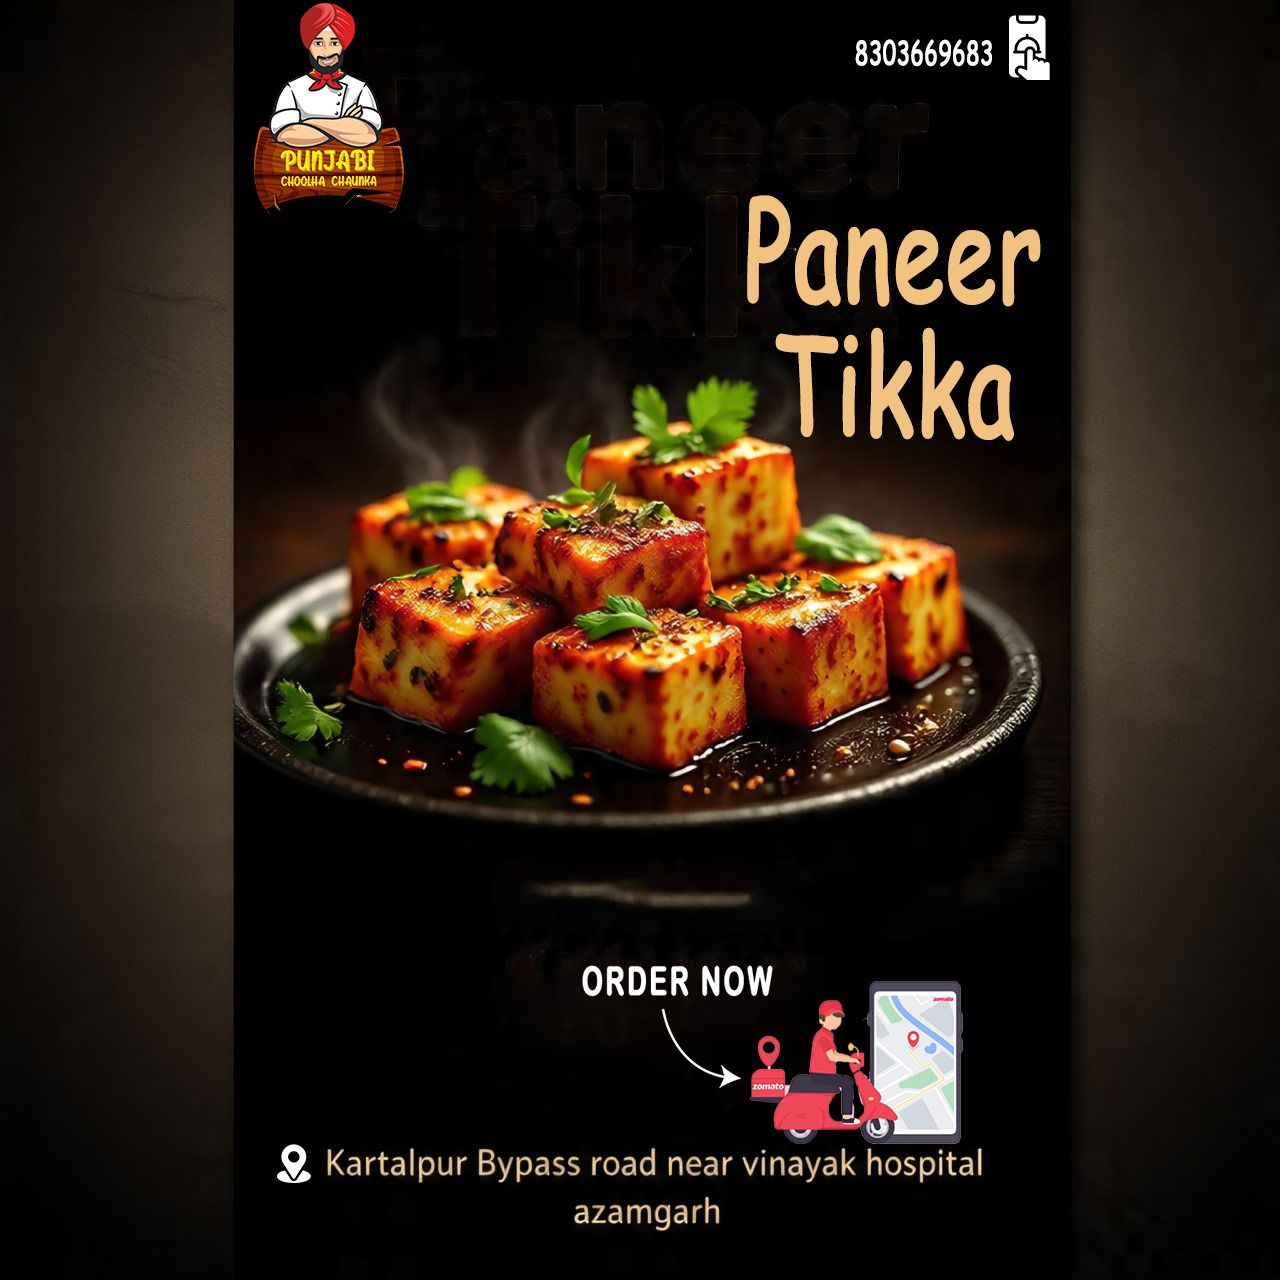 8303669683
PUNJABI
CHOOLHA CHAUNKA
Paneer
Tikka
Paneer
Tikka
ORDER NOW
zomato
zomato
Kartalpur Bypass road near vinayak hospital
azamgarh